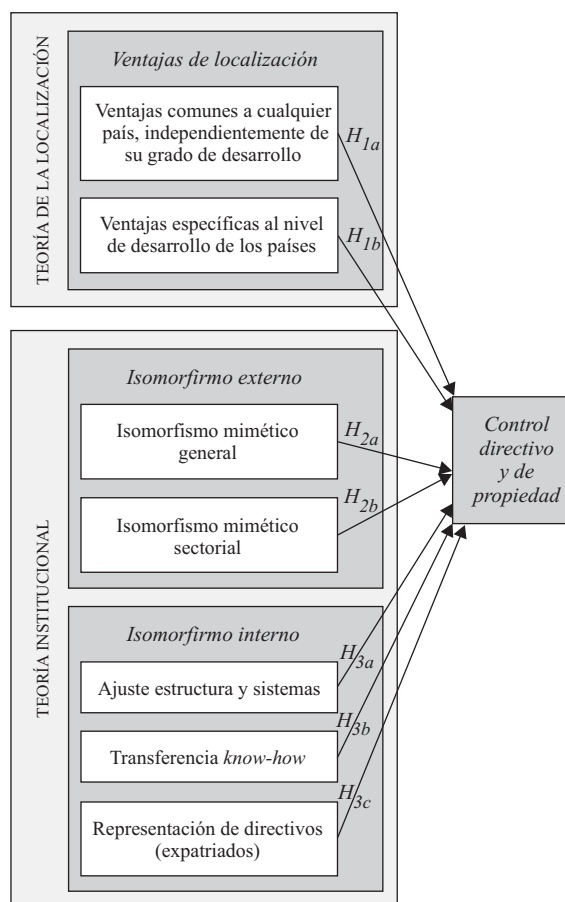 TEORÍA DE LA LOCALIZACIÓN
Ventajas de localización
Ventajas comunes a cualquier
país, independientemente de
su grado de desarrollo
H1a
Ventajas específicas al nivel
de desarrollo de los países
H1b
TEORÍA INSTITUCIONAL
Isomorfirmo externo
Isomorfismo mimético
general
H2a
Isomorfismo mimético
sectorial
H2b
Isomorfirmo interno
Ajuste estructura y sistemas
H3a
Transferencia know-how
H3b
Representación de directivos
(expatriados)
H3c
Control
directivo
y de
propiedad